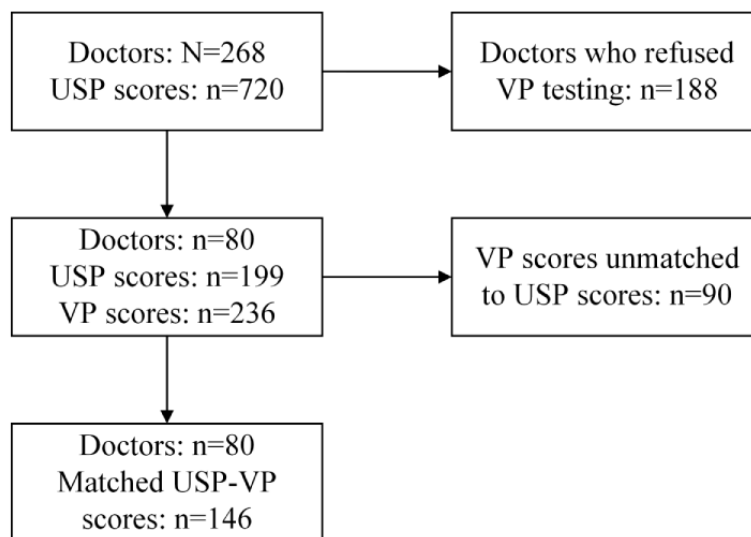 Doctors: N=268
USP scores: n=720
Doctors who refused
VP testing: n=188
Doctors: n=80
USP scores: n=199
VP scores: n=236
VP scores unmatched
to USP scores: n=90
Doctors: n=80
Matched USP-VP
scores: n=146